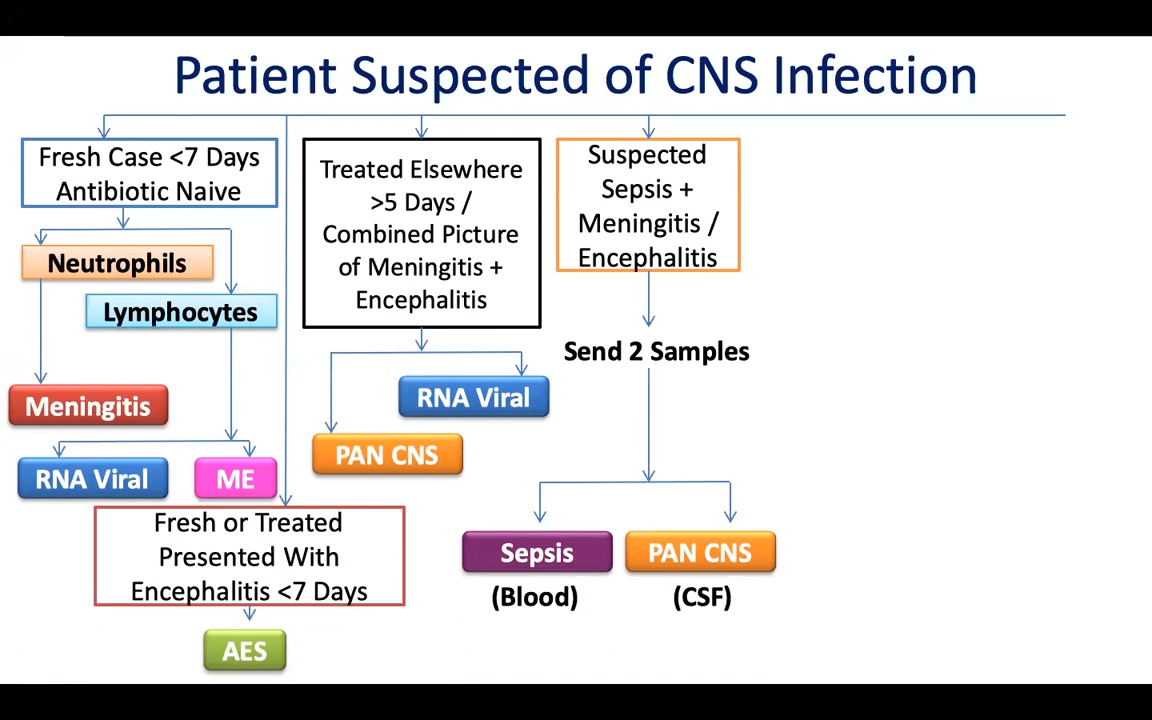 Patient Suspected of CNS Infection
Fresh Case <7 Days
Antibiotic Naive
Neutrophils
Lymphocytes
Meningitis
RNA Viral
ME
Fresh or Treated
Presented With
Encephalitis <7 Days
AES
Treated Elsewhere
>5 Days /
Combined Picture
of Meningitis +
Encephalitis
RNA Viral
PAN CNS
Suspected
Sepsis +
Meningitis /
Encephalitis
Send 2 Samples
Sepsis
(Blood)
PAN CNS
(CSF)